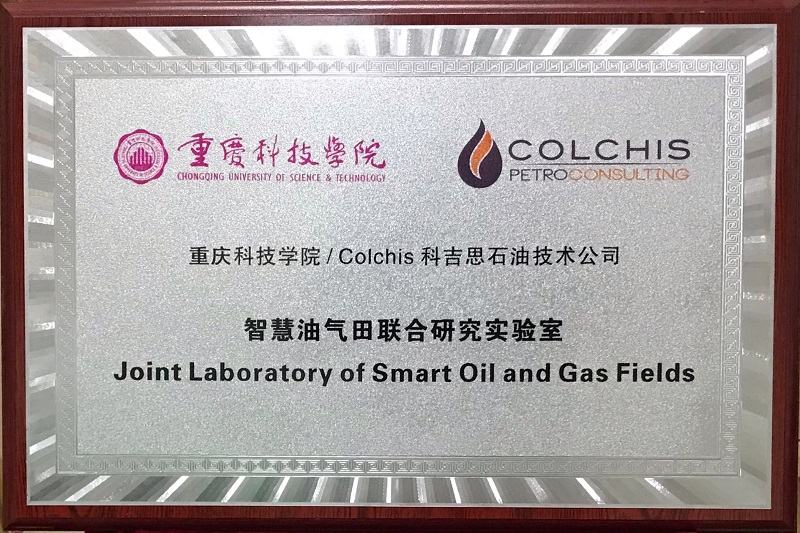 重慶科技學院
CHONGQING UNIVERSITY OF SCIENCE & TECHNOLOGY
COLCHIS
PETROCONSULTING
重庆科技学院 / Colchis 科吉思石油技术公司
智慧油气田联合研究实验室
Joint Laboratory of Smart Oil and Gas Fields